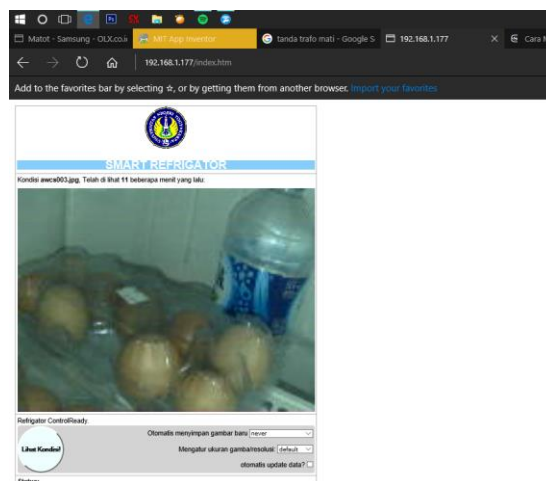 Matot - Samsung - OLX.co.i
MIT App Inventor
tanda trafo mati - Google S
192.168.1.177
Cara M
192.168.1.177/index.htm
Add to the favorites bar by selecting ☆, or by getting them from another browser. Import your favorites
SMART REFRIGATOR
Kondisi awcs003.jpg, Telah di lihat 11 beberapa menit yang lalu.
Refrigator ControlReady.
Otomatis menyimpan gambar baru never
Lihat Kondisi!
Mengatur ukuran gambar/resolusi: default
otomatis update data?